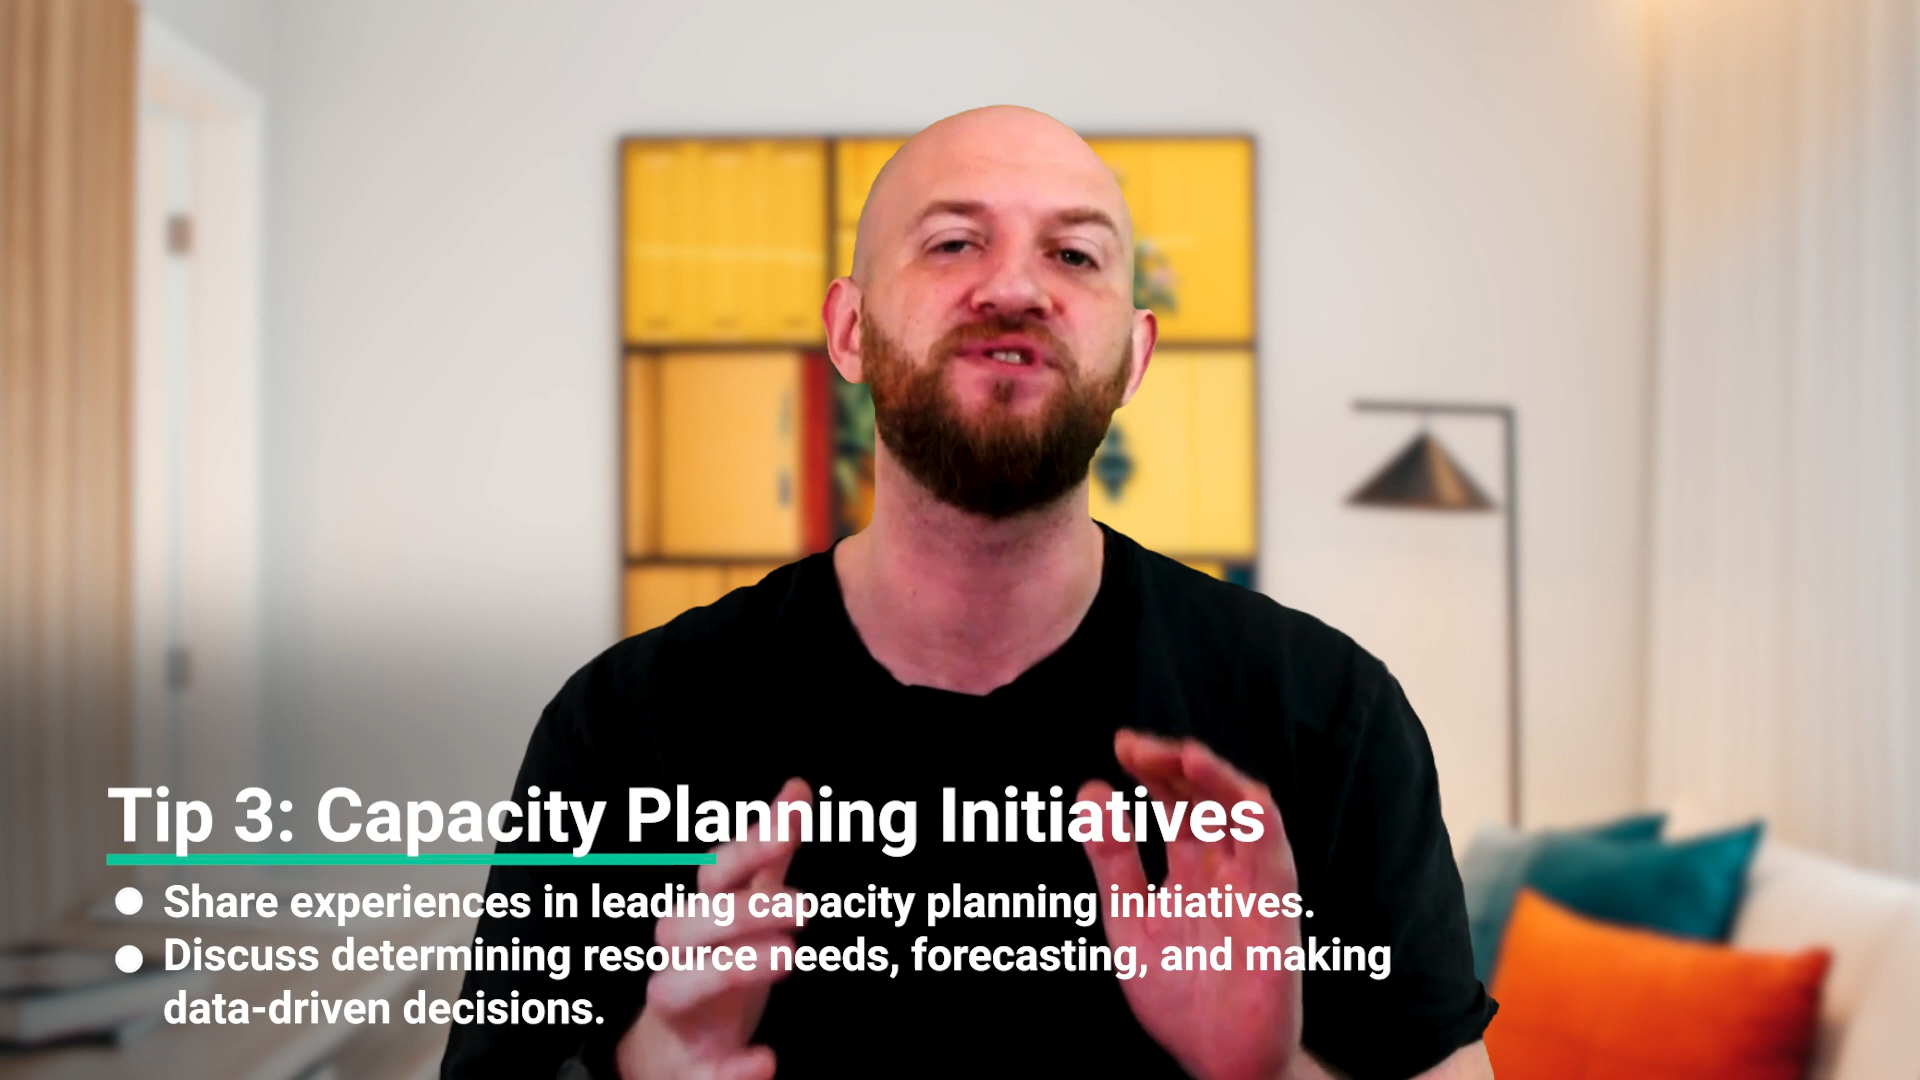 Tip 3: Capacity Planning Initiatives
Share experiences in leading capacity planning initiatives.
Discuss determining resource needs, forecasting, and making
data-driven decisions.